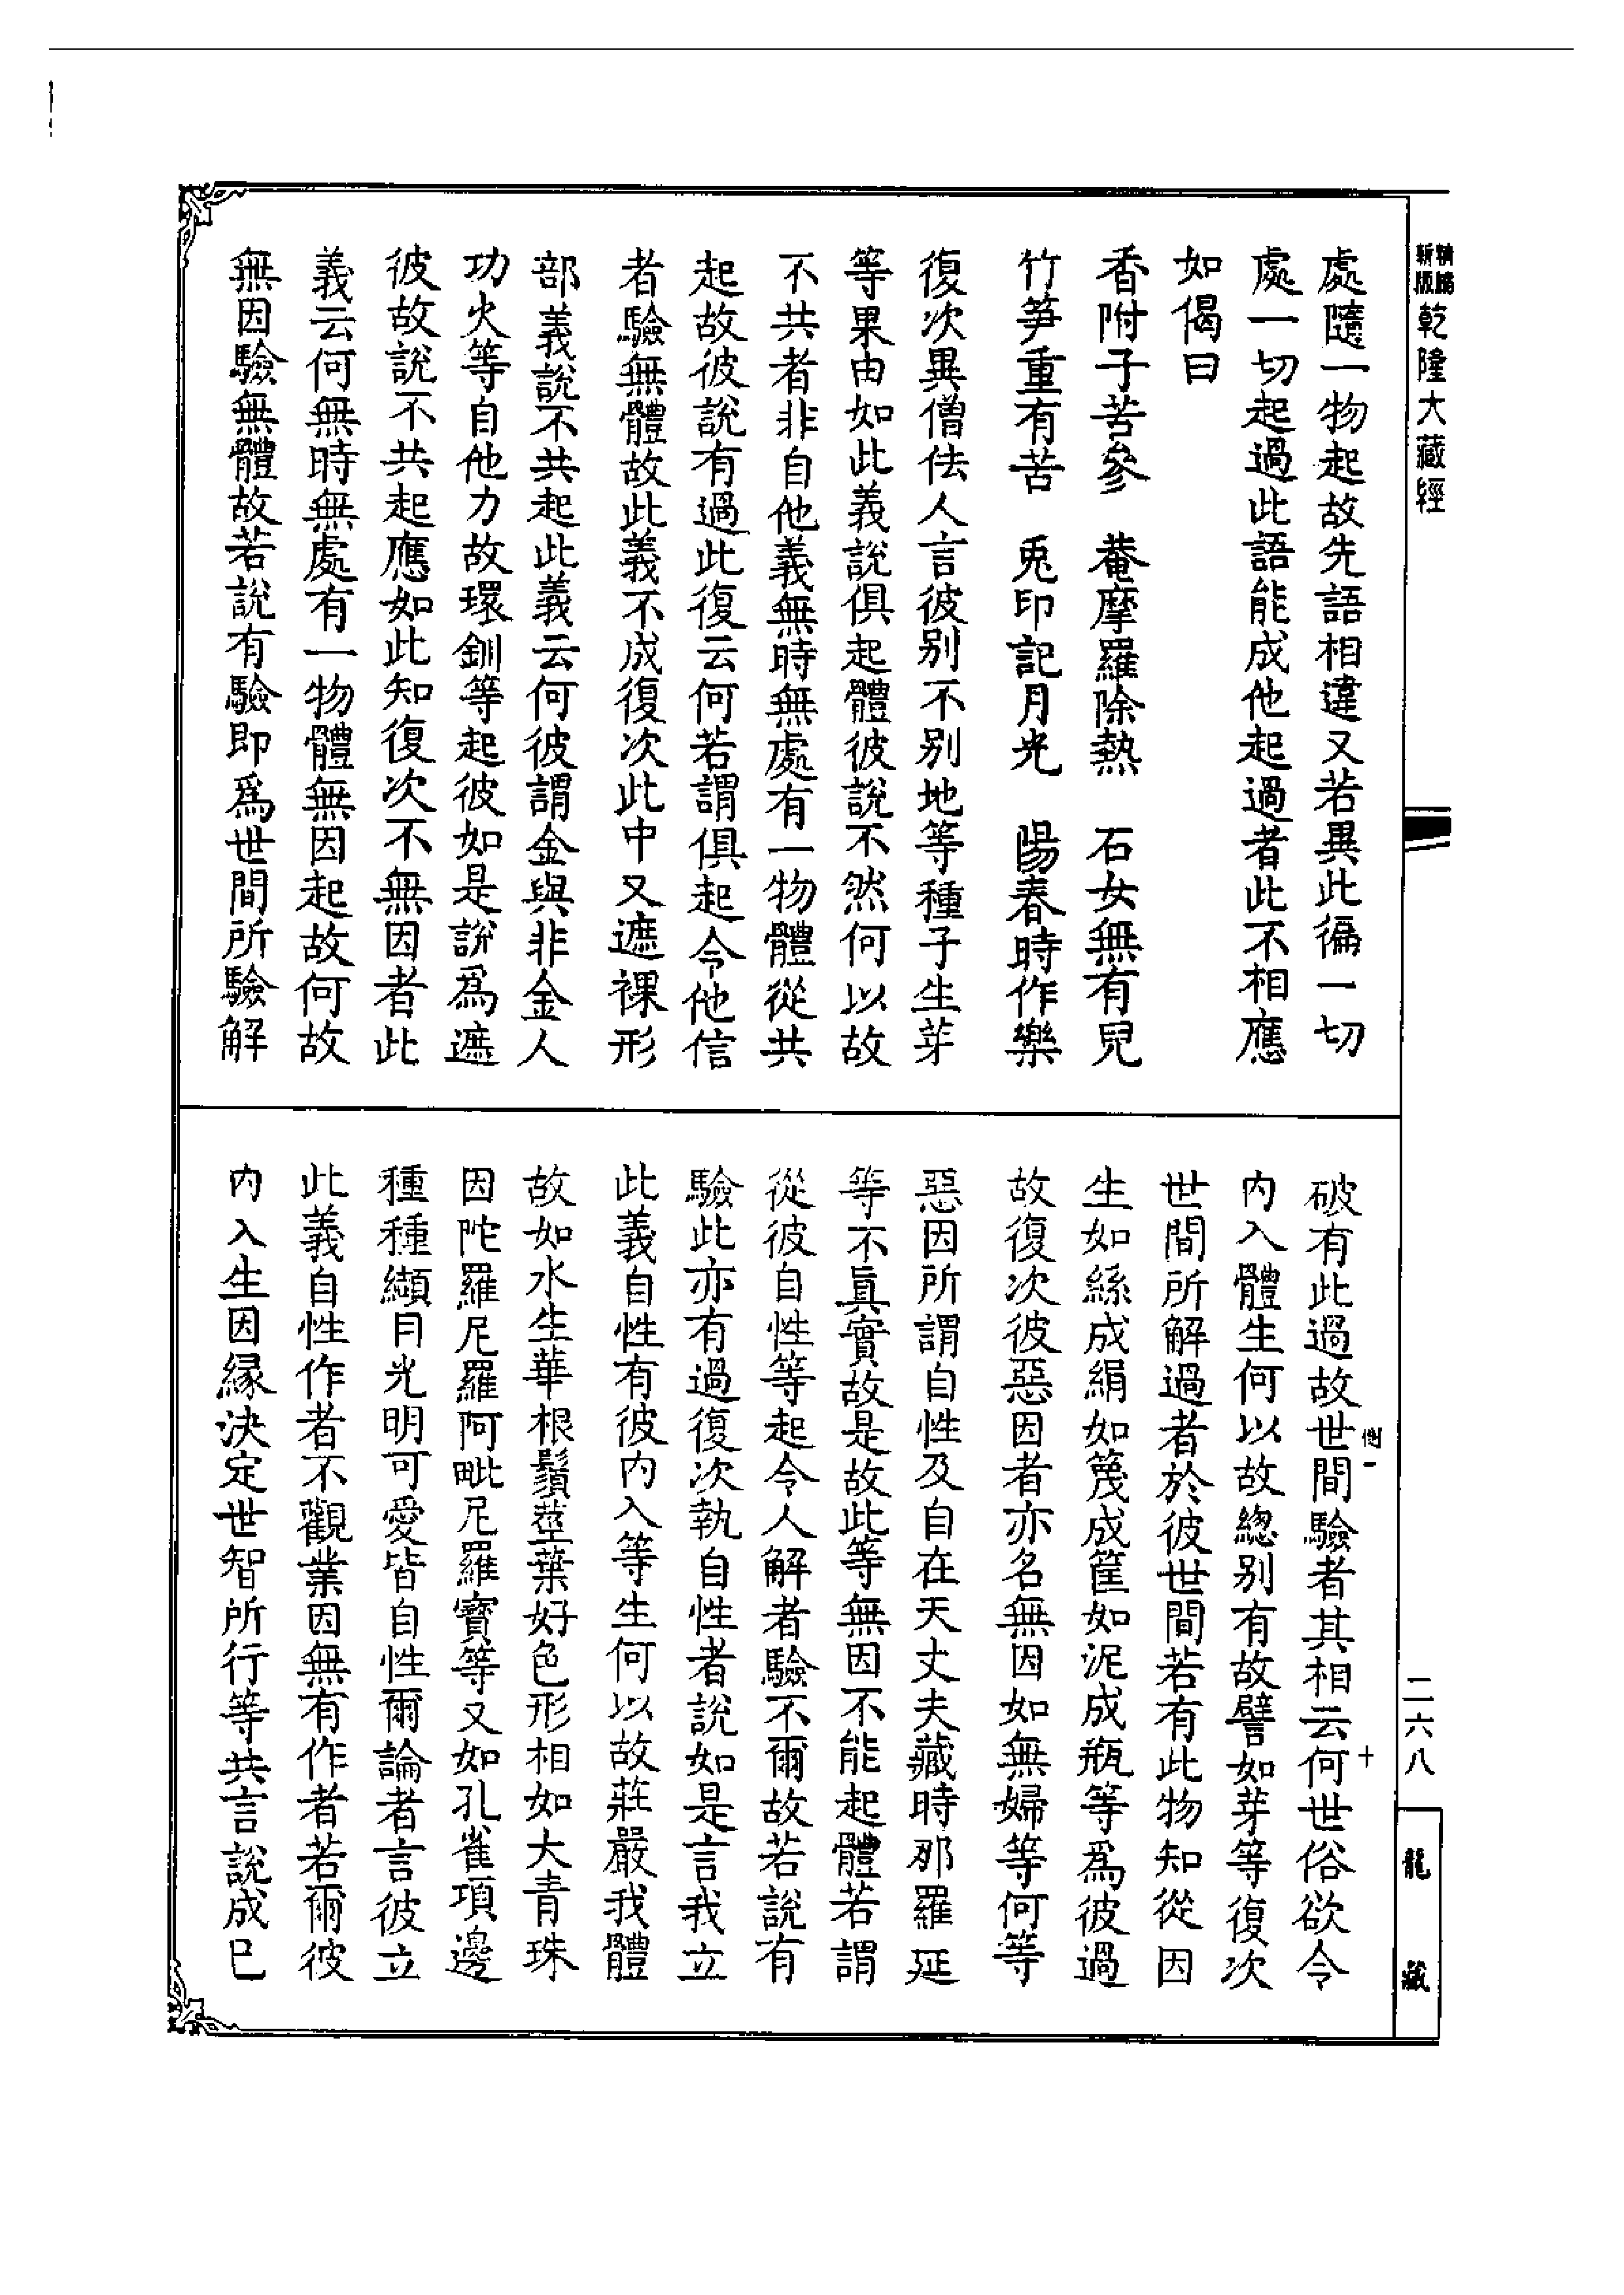 新版
精縮
乾隆大藏經
處隨一物起故先語相違又若異此徧一切
處一切起過此語能成他起過者此不相應
如偈曰
香附子苦參　菴摩羅除熱　石女無有兒
竹笋重有苦　兎印記月光　陽春時作樂
復次異僧佉人言彼別不別地等種子生芽
等果由如此義說俱起體彼說不然何以故
不共者非自他義無時無處有一物體從共
起故彼說有過此復云何若謂俱起令他信
者驗無體故此義不成復次此中又遮裸形
部義說不共起此義云何彼謂金與非金人
功火等自他力故環釧等起彼如是說爲遮
彼故說不共起應如此知復次不無因者此
義云何無時無處有一物體無因起故何故
無因驗無體故若說有驗即爲世間所驗解
破有此過故世間驗者其相云何世俗欲令
內入體生何以故緫別有故譬如芽等復次
世間所解過者於彼世間若有此物知從因
生如絲成絹如篾成筐如泥成瓶等爲彼過
故復次彼惡因者亦名無因如無婦等何等
惡因所謂自性及自在天丈夫藏時那羅延
等不眞實故是故此等無因不能起體若謂
從彼自性等起令人解者驗不爾故若說有
驗此亦有過復次執自性者說如是言我立
此義自性有彼內入等生何以故莊嚴我體
故如水生華根鬚莖葉好色形相如大青珠
因陀羅尼羅阿毗尼羅寶等又如孔雀項邊
種種纈目光明可愛皆自性爾論者言彼立
此義自性作者不觀業因無有作者若爾彼
內入生因緣決定世智所行等共言說成已
二六八
十
龍藏